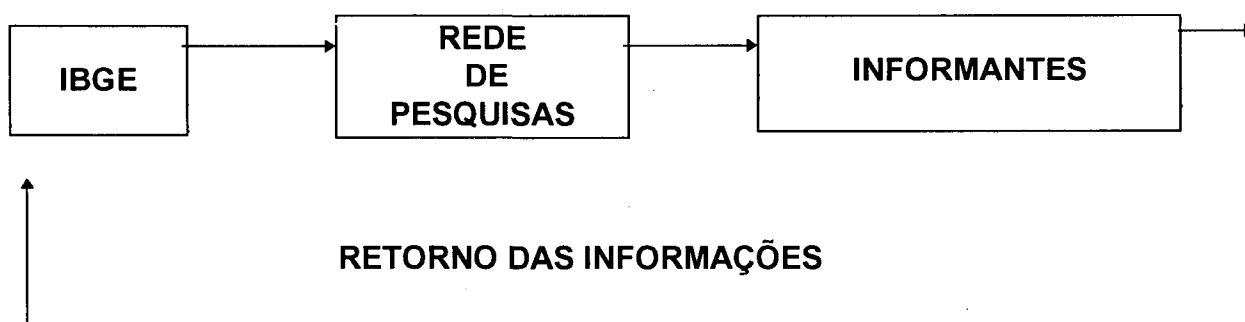 IBGE
REDE
DE
PESQUISAS
INFORMANTES
RETORNO DAS INFORMAÇÕES